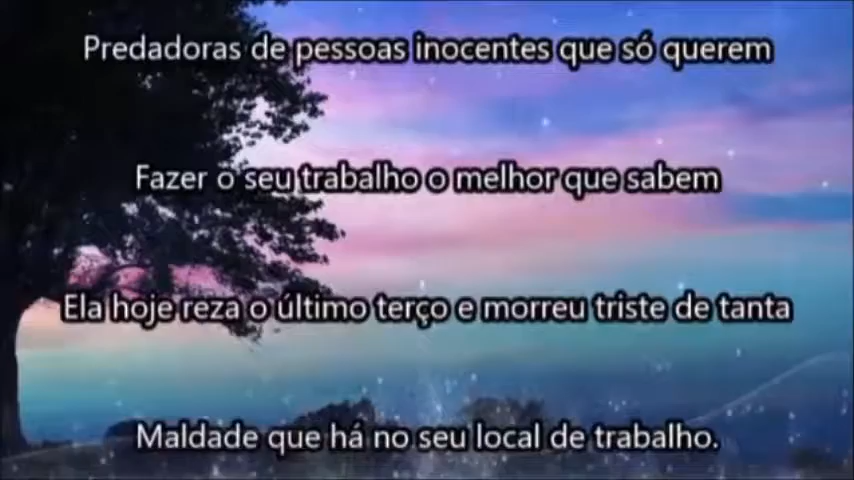 Predadoras de pessoas inocentes que só querem
Fazer o seu trabalho o melhor que sabem
Ela hoje reza o último terço e morreu triste de tanta
Maldade que há no seu local de trabalho.